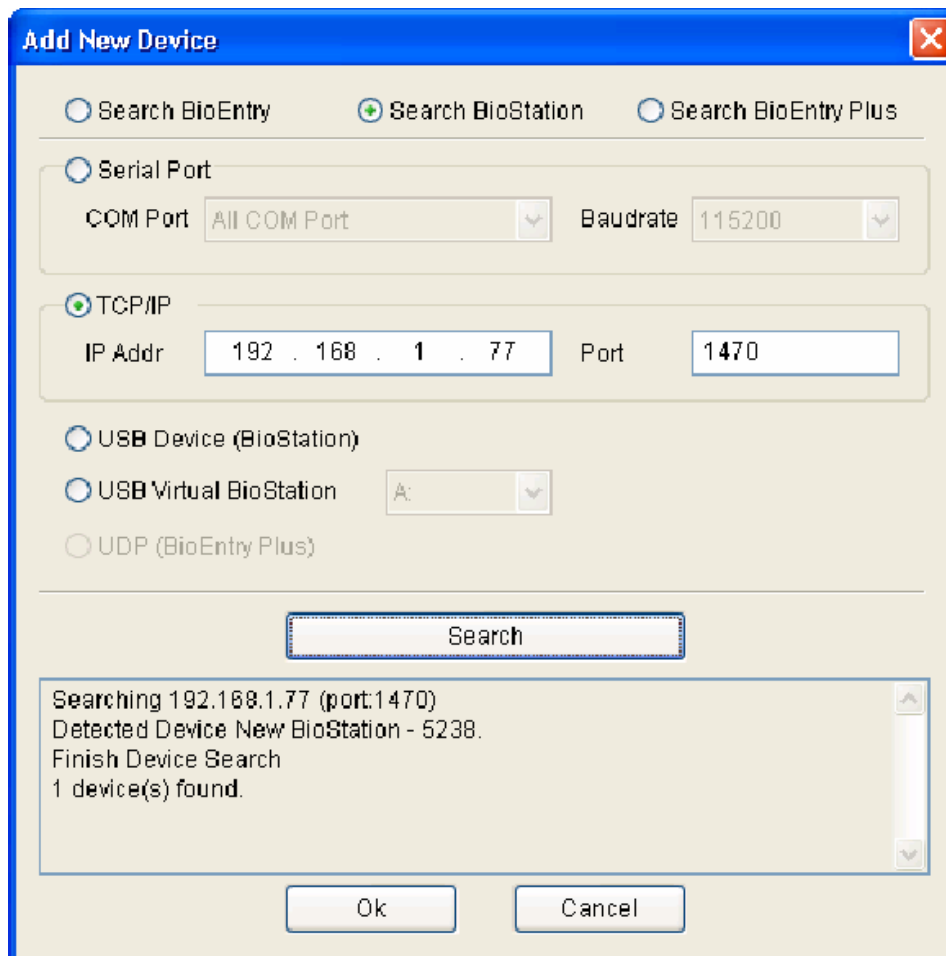 Add New Device
Search BioEntry Search BioStation Search BioEntry Plus
Serial Port
COM Port All COM Port Baudrate 115200
TCP/IP
IP Addr 192 . 168 . 1 . 77 Port 1470
USB Device (BioStation)
USB Virtual BioStation A:
UDP (BioEntry Plus)
Search
Searching 192.168.1.77 (port:1470)
Detected Device New BioStation - 5238.
Finish Device Search
1 device(s) found.
Ok Cancel